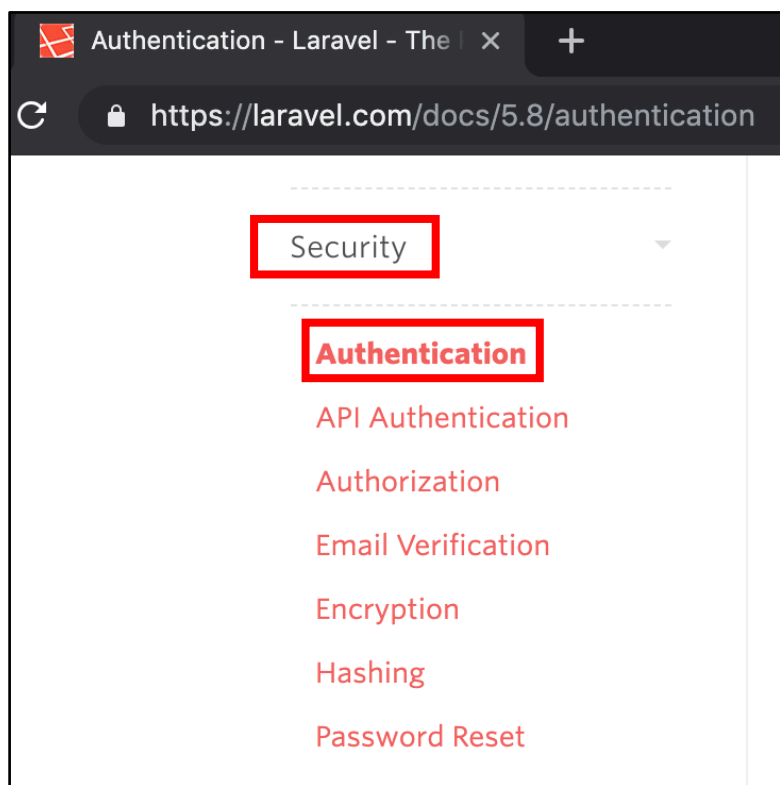 Authentication - Laravel - The
https://laravel.com/docs/5.8/authentication
Security
Authentication
API Authentication
Authorization
Email Verification
Encryption
Hashing
Password Reset